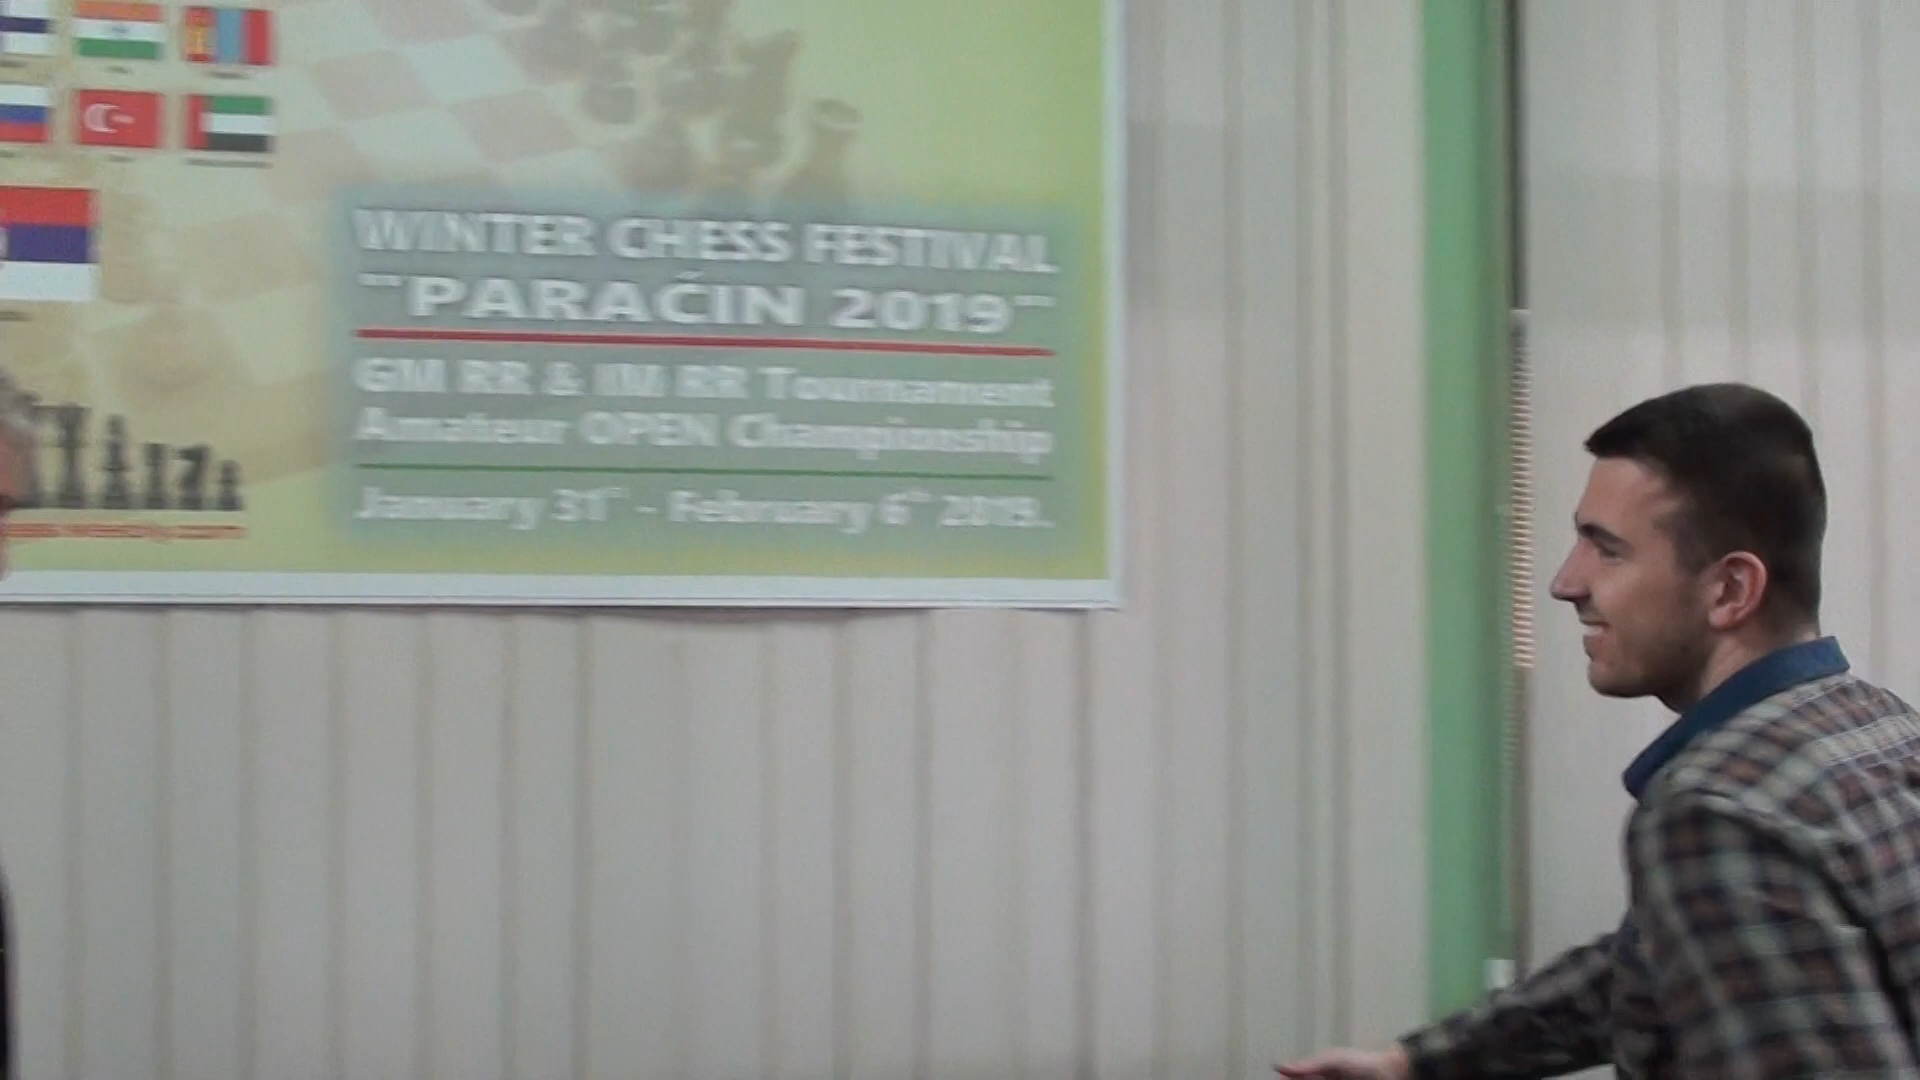 WINTER CHESS FESTIVAL
"PARAĆIN 2019"
GM RR & IM RR Tournament
Amateur OPEN Championship
January 31st - February 6th 2019.